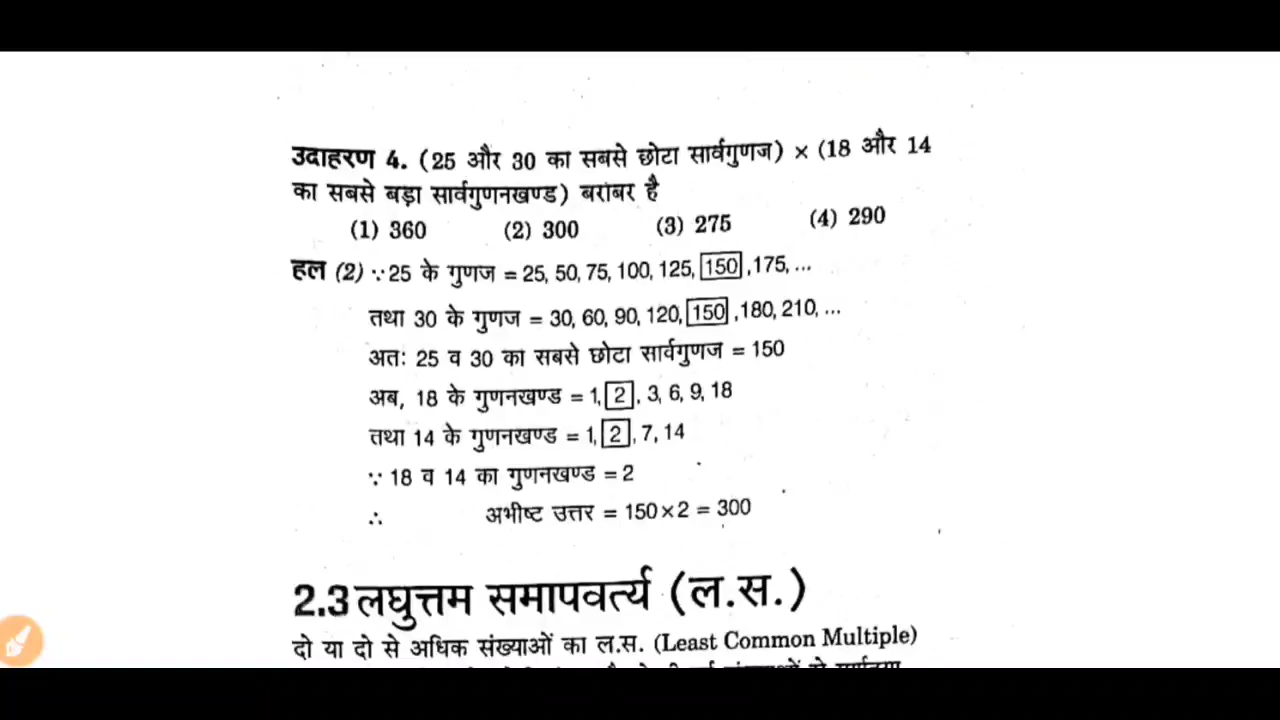 उदाहरण 4. (25 और 30 का सबसे छोटा सार्वगुणज) × (18 और 14
का सबसे बड़ा सार्वगुणनखण्ड) बराबर है
(1) 360 (2) 300 (3) 275 (4) 290
हल (2) ∵ 25 के गुणज = 25, 50, 75, 100, 125, 150 ,175, ...
तथा 30 के गुणज = 30, 60, 90, 120, 150 ,180, 210, ...
अतः 25 व 30 का सबसे छोटा सार्वगुणज = 150
अब, 18 के गुणनखण्ड = 1, 2 , 3, 6, 9, 18
तथा 14 के गुणनखण्ड = 1, 2 , 7, 14
∵ 18 व 14 का गुणनखण्ड = 2
∴ अभीष्ट उत्तर = 150 × 2 = 300
2.3 लघुत्तम समापवर्त्य (ल.स.)
दो या दो से अधिक संख्याओं का ल.स. (Least Common Multiple)